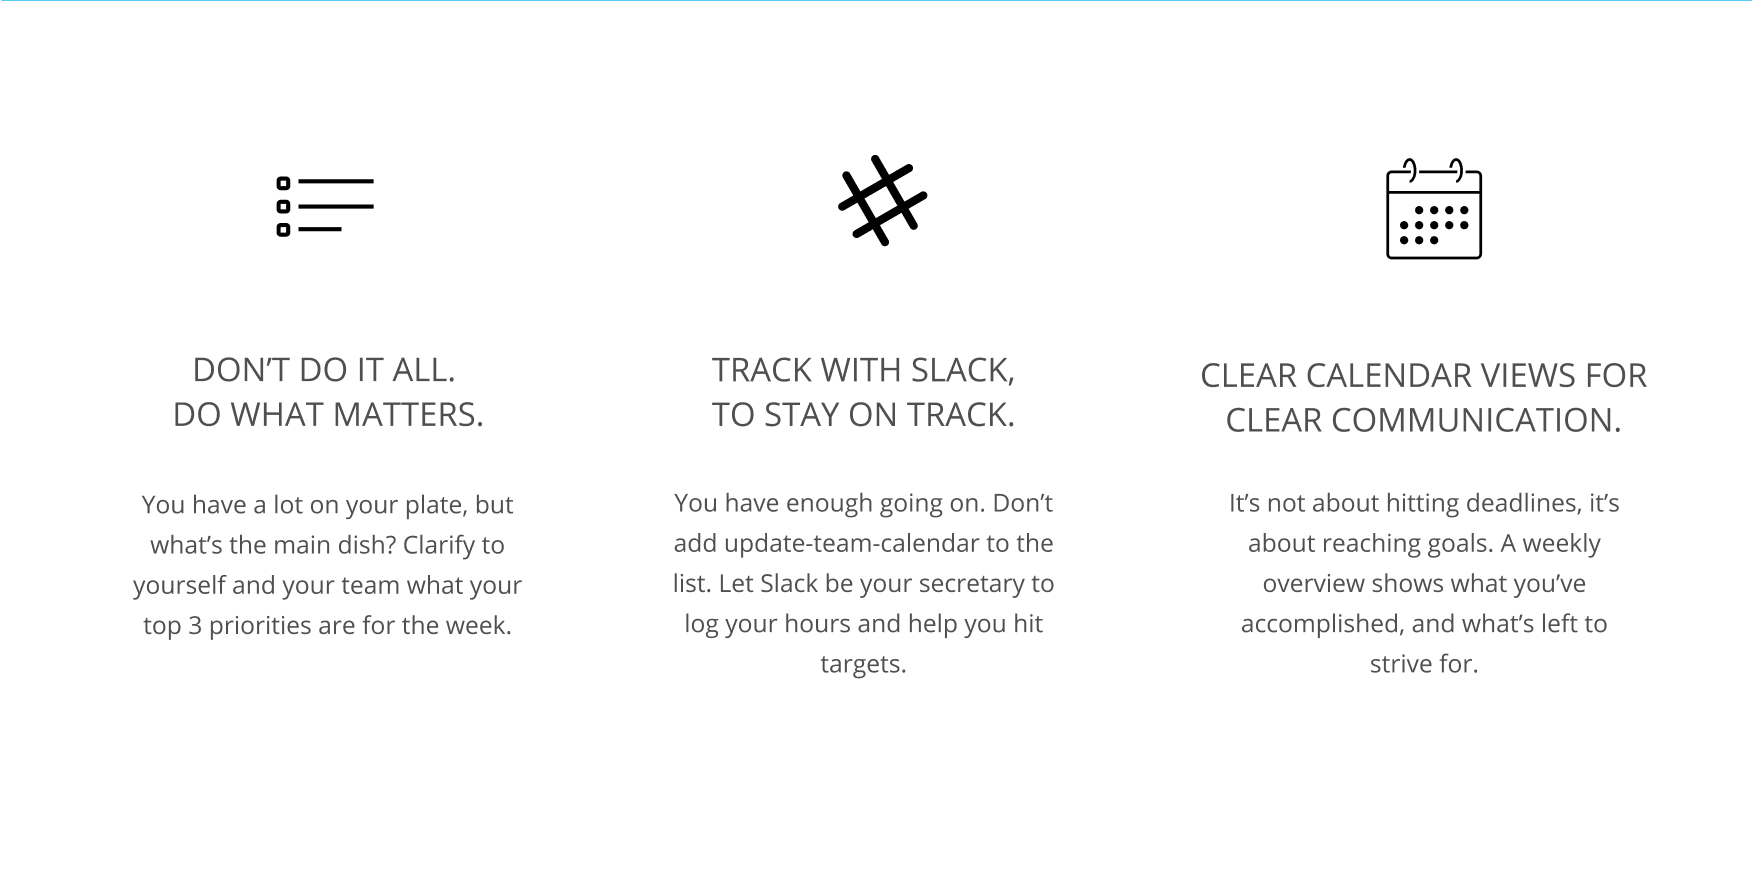 DON’T DO IT ALL.
DO WHAT MATTERS.
You have a lot on your plate, but
what’s the main dish? Clarify to
yourself and your team what your
top 3 priorities are for the week.
TRACK WITH SLACK,
TO STAY ON TRACK.
You have enough going on. Don’t
add update-team-calendar to the
list. Let Slack be your secretary to
log your hours and help you hit
targets.
CLEAR CALENDAR VIEWS FOR
CLEAR COMMUNICATION.
It’s not about hitting deadlines, it’s
about reaching goals. A weekly
overview shows what you’ve
accomplished, and what’s left to
strive for.